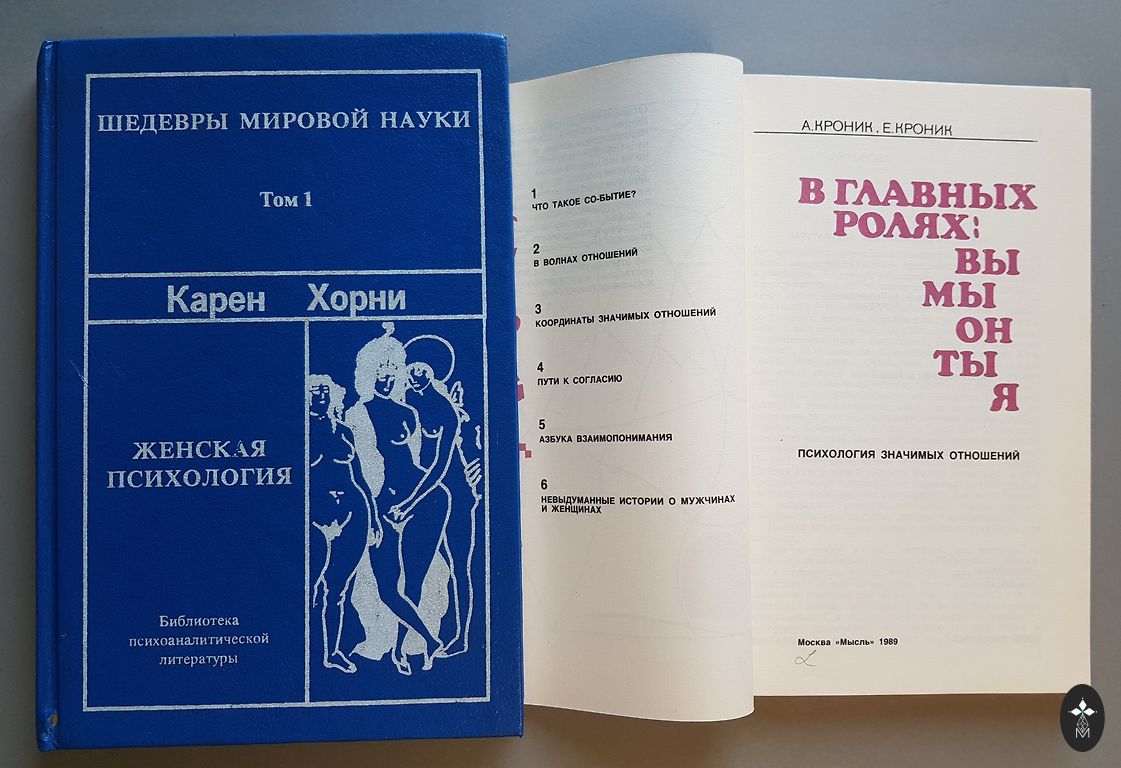 ШЕДЕВРЫ МИРОВОЙ НАУКИ
Том 1
Карен Хорни
ЖЕНСКАЯ
ПСИХОЛОГИЯ
Библиотека
психоаналитической
литературы
1
ЧТО ТАКОЕ СО-БЫТИЕ?
2
В ВОЛНАХ ОТНОШЕНИЙ
3
КООРДИНАТЫ ЗНАЧИМЫХ ОТНОШЕНИЙ
4
ПУТИ К СОГЛАСИЮ
5
АЗБУКА ВЗАИМОПОНИМАНИЯ
6
НЕВЫДУМАННЫЕ ИСТОРИИ О МУЖЧИНАХ
И ЖЕНЩИНАХ
А.КРОНИК, Е.КРОНИК
В ГЛАВНЫХ
РОЛЯХ:
ВЫ
МЫ
ОН
ТЫ
Я
ПСИХОЛОГИЯ ЗНАЧИМЫХ ОТНОШЕНИЙ
Москва «Мысль» 1989